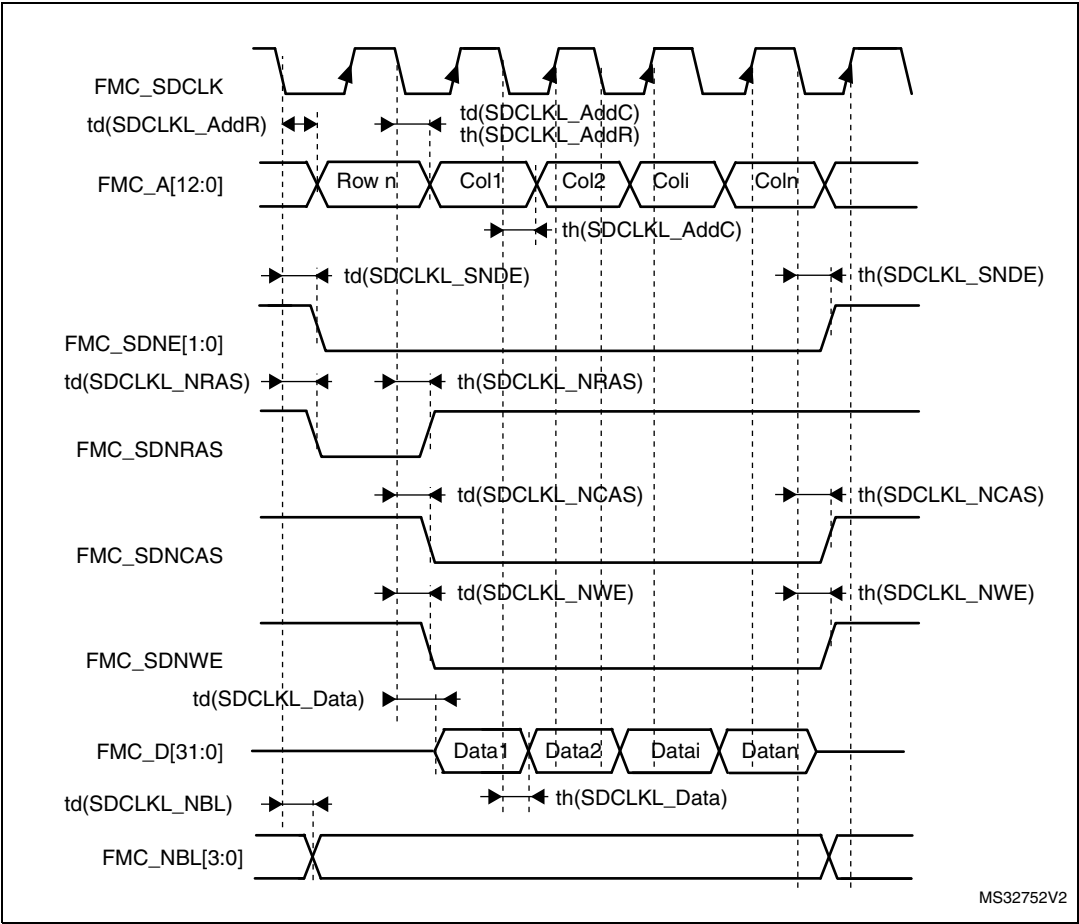 FMC_SDCLK
td(SDCLKL_AddR)
td(SDCLKL_AddC)
th(SDCLKL_AddR)
FMC_A[12:0]
Row n
Col1
Col2
Coli
Coln
th(SDCLKL_AddC)
td(SDCLKL_SNDE)
th(SDCLKL_SNDE)
FMC_SDNE[1:0]
td(SDCLKL_NRAS)
th(SDCLKL_NRAS)
FMC_SDNRAS
td(SDCLKL_NCAS)
th(SDCLKL_NCAS)
FMC_SDNCAS
td(SDCLKL_NWE)
th(SDCLKL_NWE)
FMC_SDNWE
td(SDCLKL_Data)
FMC_D[31:0]
Data1
Data2
Datai
Datan
td(SDCLKL_NBL)
th(SDCLKL_Data)
FMC_NBL[3:0]
MS32752V2